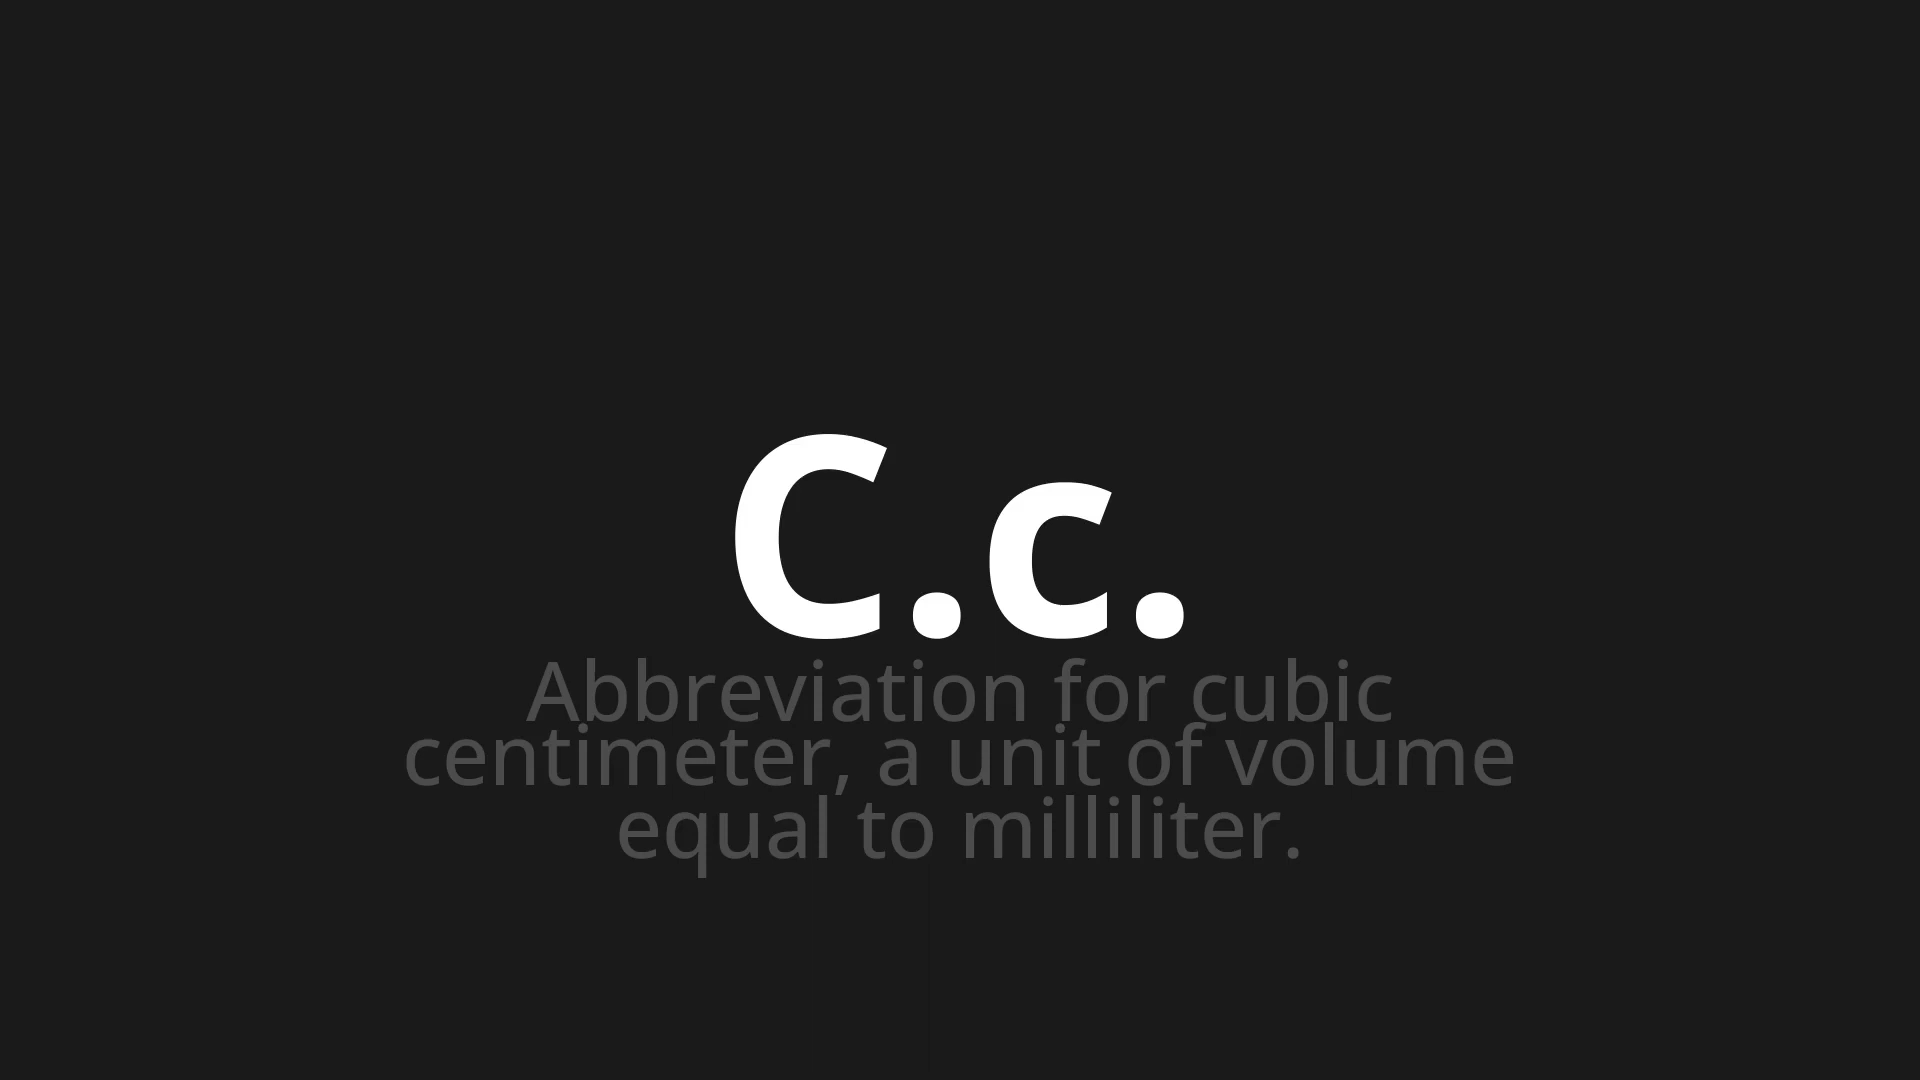 C.c.
Abbreviation for cubic
centimeter, a unit of volume
equal to milliliter.